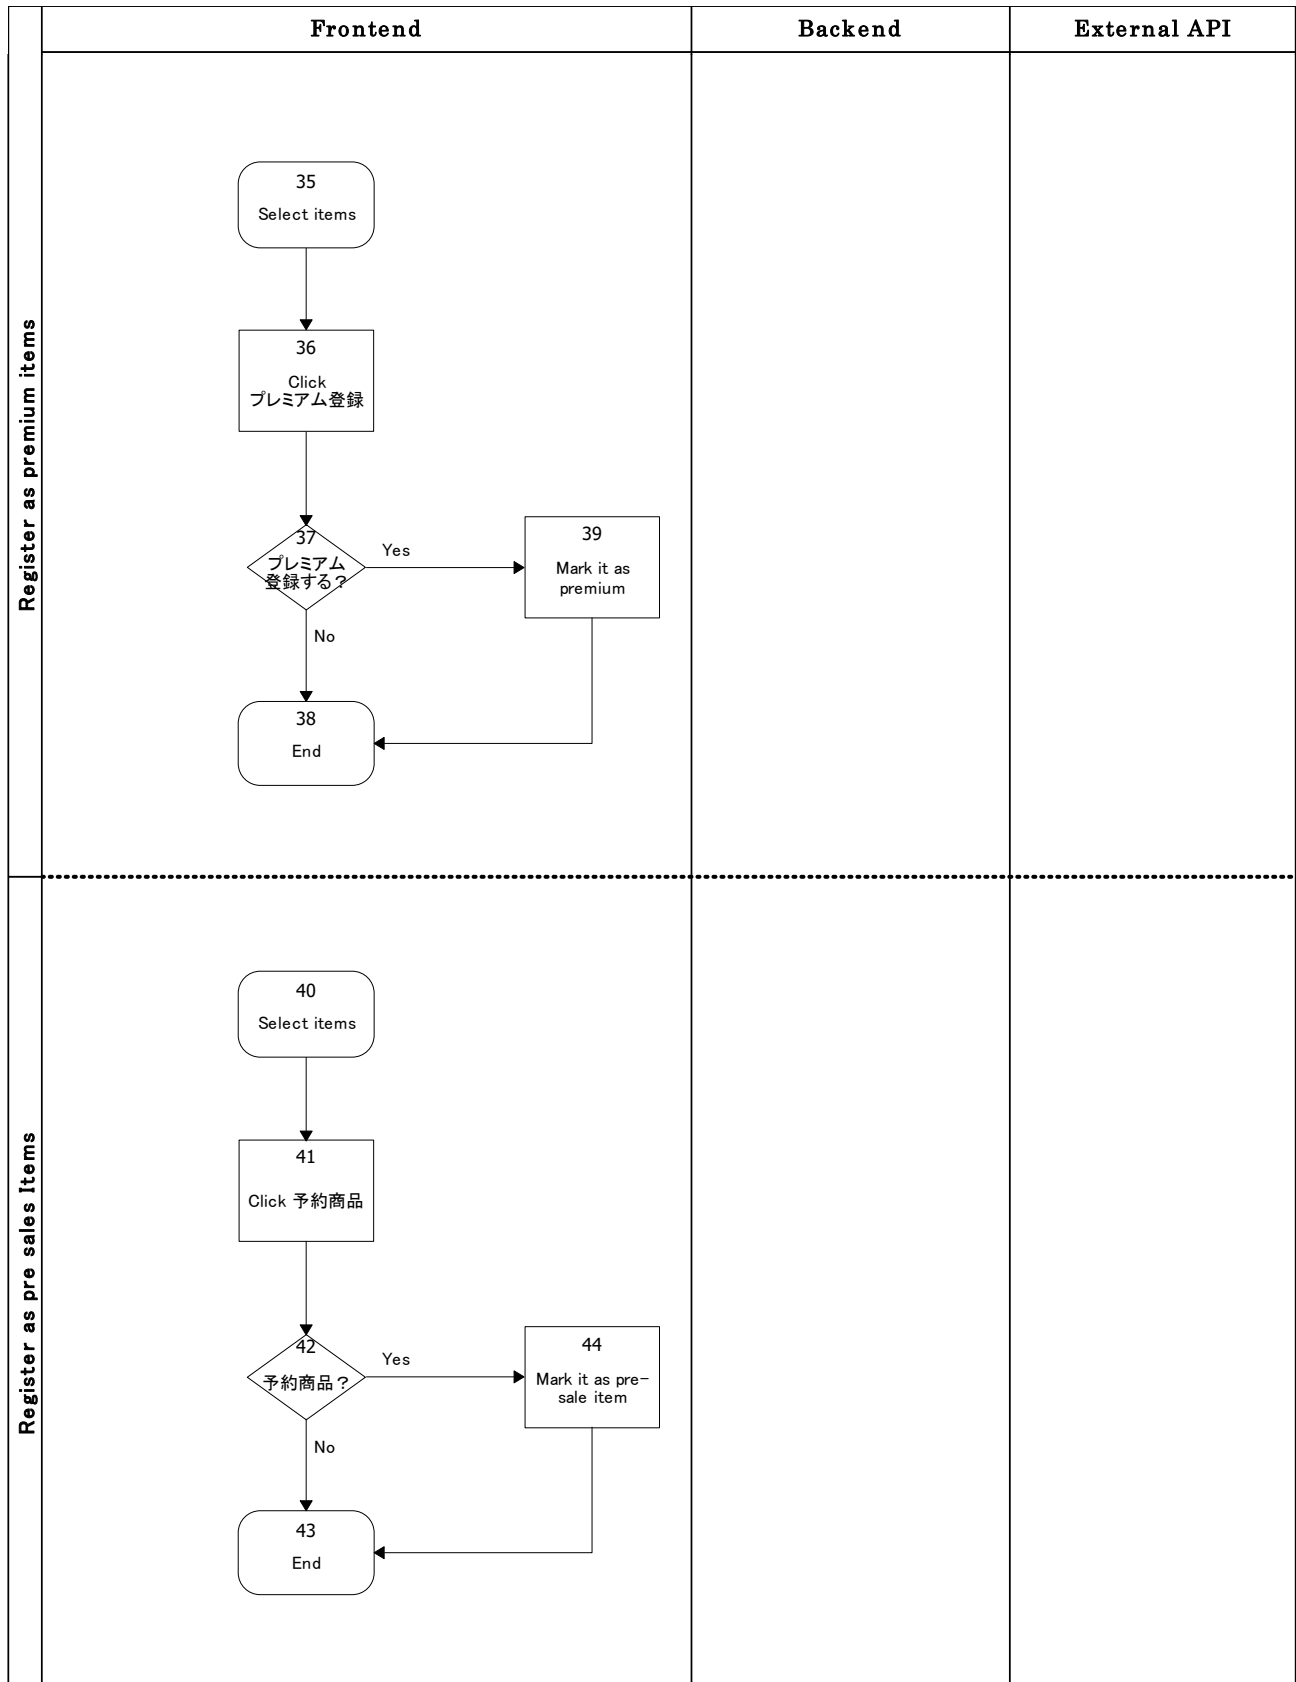 Frontend
Backend
External API
Register as premium items
35
Select items
36
Click
プレミアム登録
37
プレミアム
登録する？
Yes
39
Mark it as
premium
No
38
End
Register as pre sales Items
40
Select items
41
Click 予約商品
42
予約商品？
Yes
44
Mark it as pre-
sale item
No
43
End